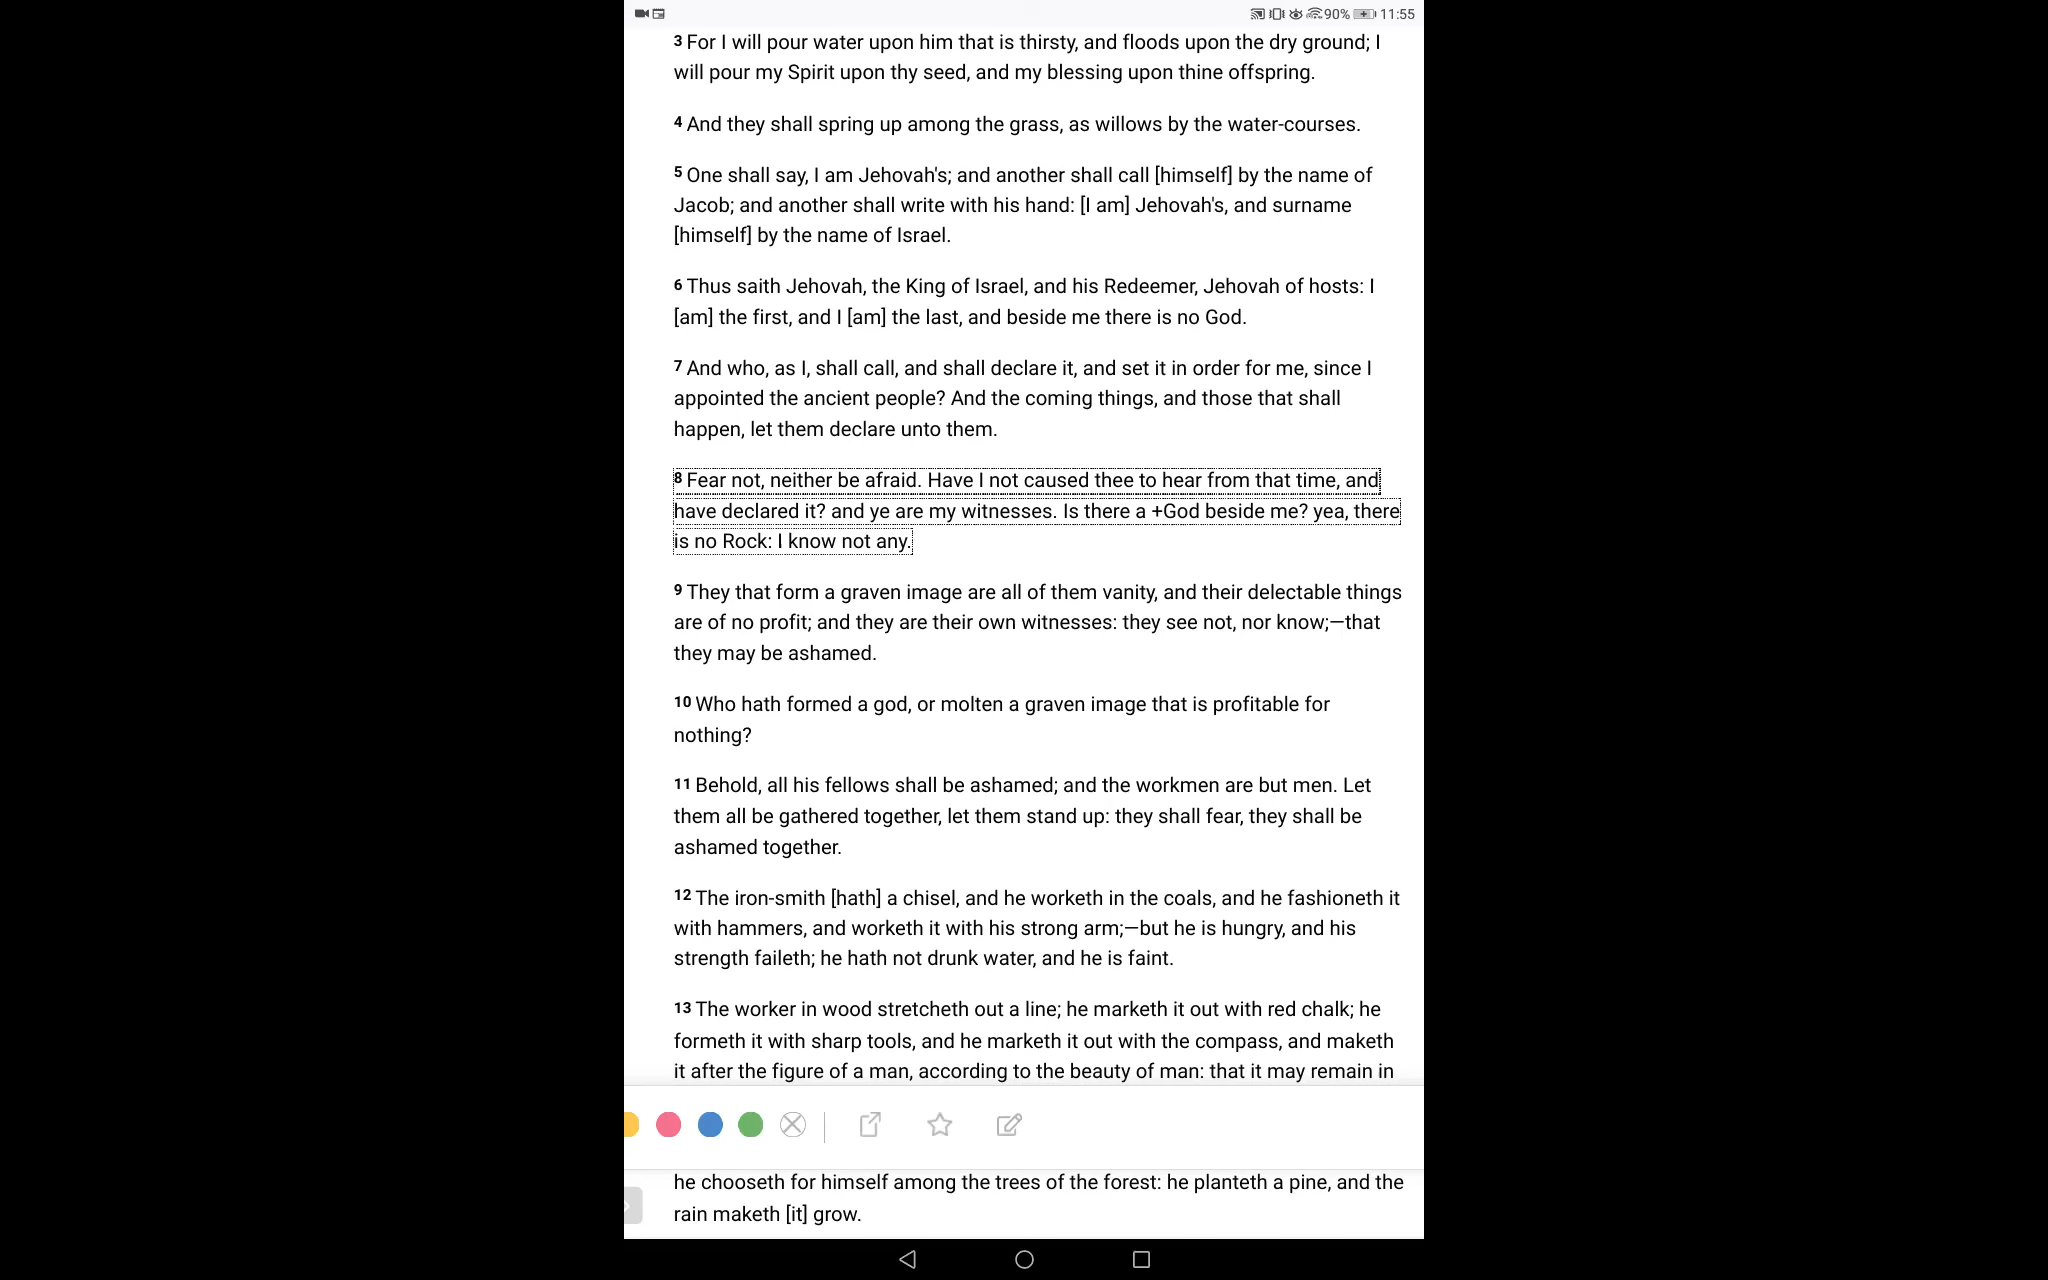 90% 11:55
3 For I will pour water upon him that is thirsty, and floods upon the dry ground; I
will pour my Spirit upon thy seed, and my blessing upon thine offspring.
4 And they shall spring up among the grass, as willows by the water-courses.
5 One shall say, I am Jehovah's; and another shall call [himself] by the name of
Jacob; and another shall write with his hand: [I am] Jehovah's, and surname
[himself] by the name of Israel.
6 Thus saith Jehovah, the King of Israel, and his Redeemer, Jehovah of hosts: I
[am] the first, and I [am] the last, and beside me there is no God.
7 And who, as I, shall call, and shall declare it, and set it in order for me, since I
appointed the ancient people? And the coming things, and those that shall
happen, let them declare unto them.
8 Fear not, neither be afraid. Have I not caused thee to hear from that time, and
have declared it? and ye are my witnesses. Is there a +God beside me? yea, there
is no Rock: I know not any.
9 They that form a graven image are all of them vanity, and their delectable things
are of no profit; and they are their own witnesses: they see not, nor know;—that
they may be ashamed.
10 Who hath formed a god, or molten a graven image that is profitable for
nothing?
11 Behold, all his fellows shall be ashamed; and the workmen are but men. Let
them all be gathered together, let them stand up: they shall fear, they shall be
ashamed together.
12 The iron-smith [hath] a chisel, and he worketh in the coals, and he fashioneth it
with hammers, and worketh it with his strong arm;—but he is hungry, and his
strength faileth; he hath not drunk water, and he is faint.
13 The worker in wood stretcheth out a line; he marketh it out with red chalk; he
formeth it with sharp tools, and he marketh it out with the compass, and maketh
it after the figure of a man, according to the beauty of man: that it may remain in
he chooseth for himself among the trees of the forest: he planteth a pine, and the
rain maketh [it] grow.